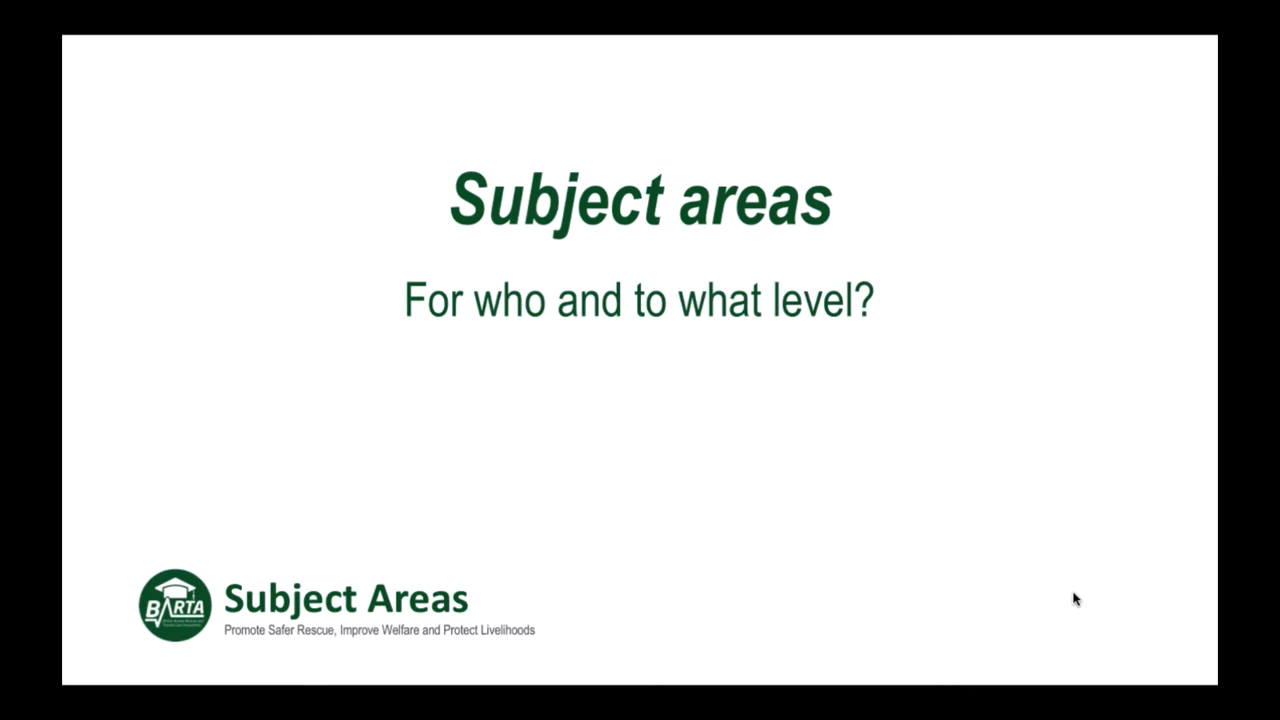 Subject areas
For who and to what level?
BARTA
Subject Areas
Promote Safer Rescue, Improve Welfare and Protect Livelihoods